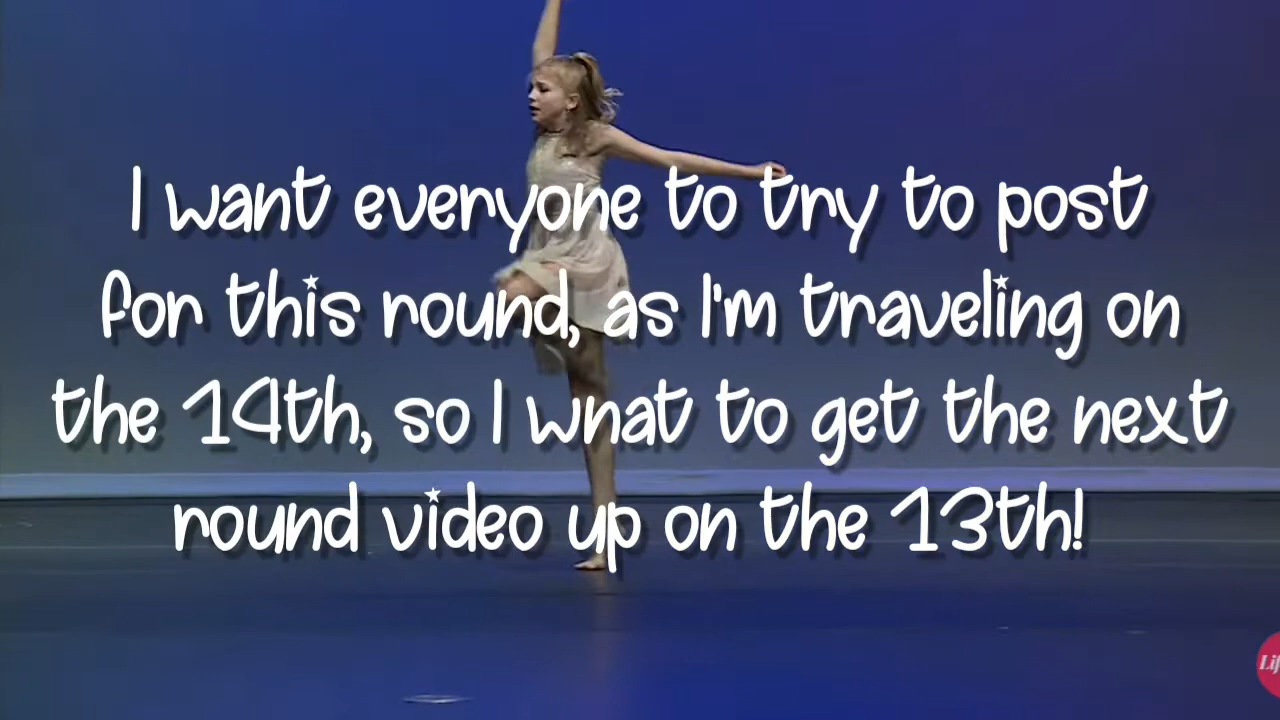 I want everyone to try to post
for this round, as I'm traveling on
the 14th, so I wnat to get the next
round video up on the 13th!
Lif